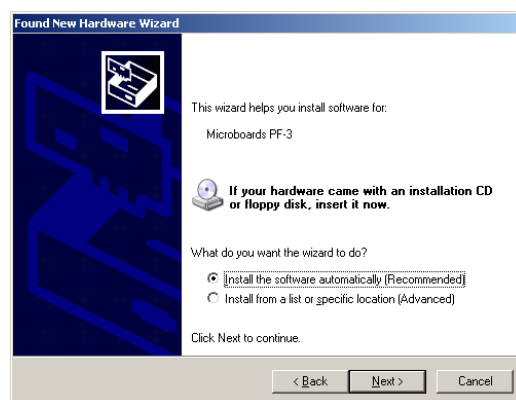 Found New Hardware Wizard
This wizard helps you install software for:
Microboards PF-3
If your hardware came with an installation CD
or floppy disk, insert it now.
What do you want the wizard to do?
Install the software automatically (Recommended)
Install from a list or specific location (Advanced)
Click Next to continue.
< Back Next > Cancel